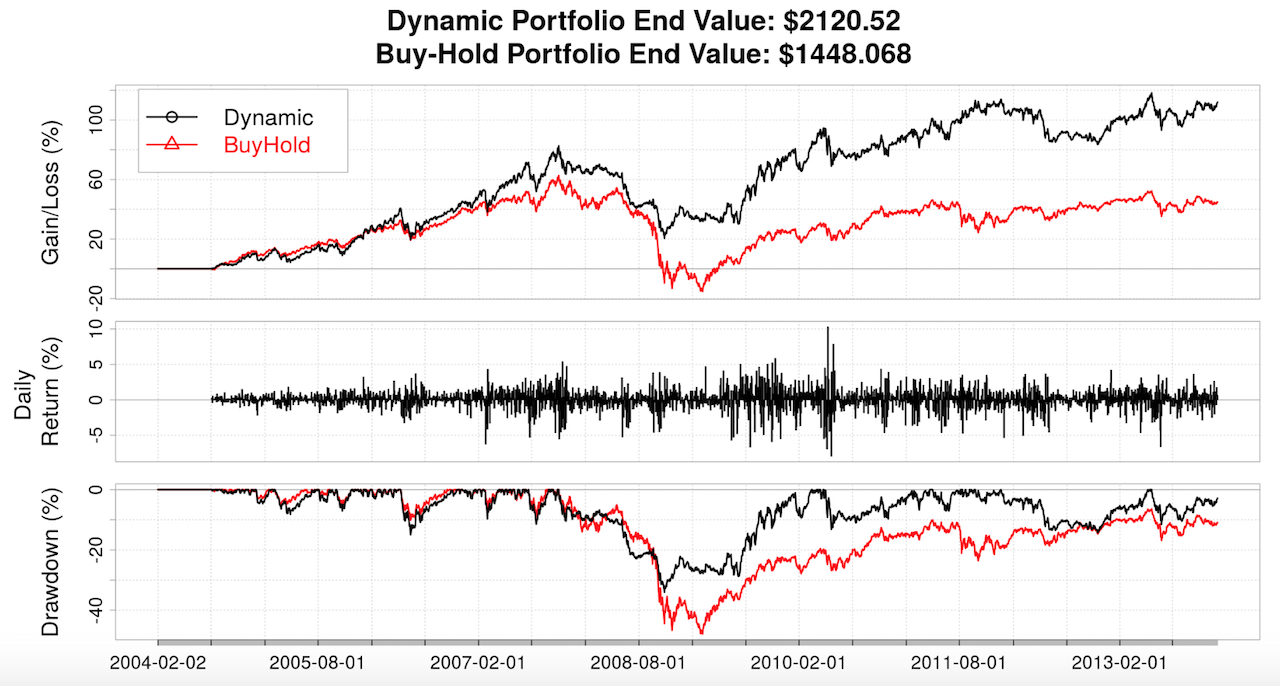 Dynamic Portfolio End Value: $2120.52
Buy-Hold Portfolio End Value: $1448.068
Dynamic
BuyHold
Gain/Loss (%)
100
60
20
-20
Daily
Return (%)
10
5
0
-5
Drawdown (%)
0
-20
-40
2004-02-02 2005-08-01 2007-02-01 2008-08-01 2010-02-01 2011-08-01 2013-02-01